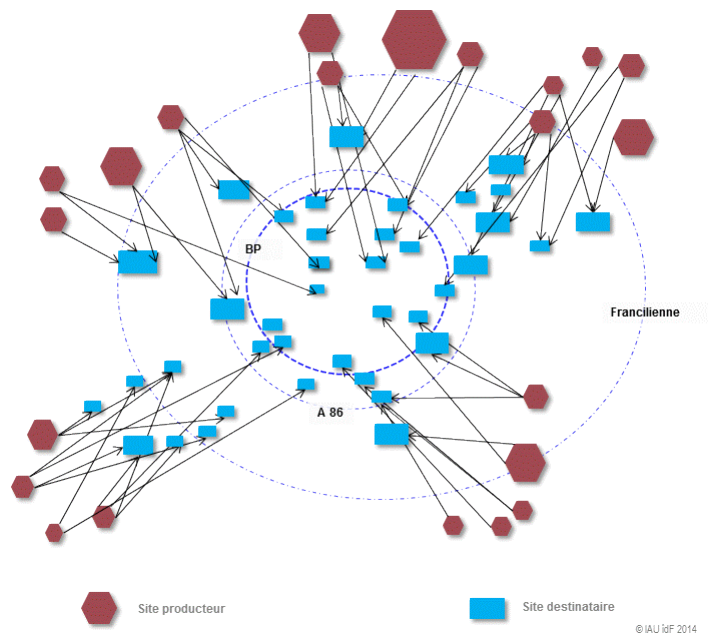 BP
Francilienne
A 86
Site producteur
Site destinataire
© IAU îdF 2014